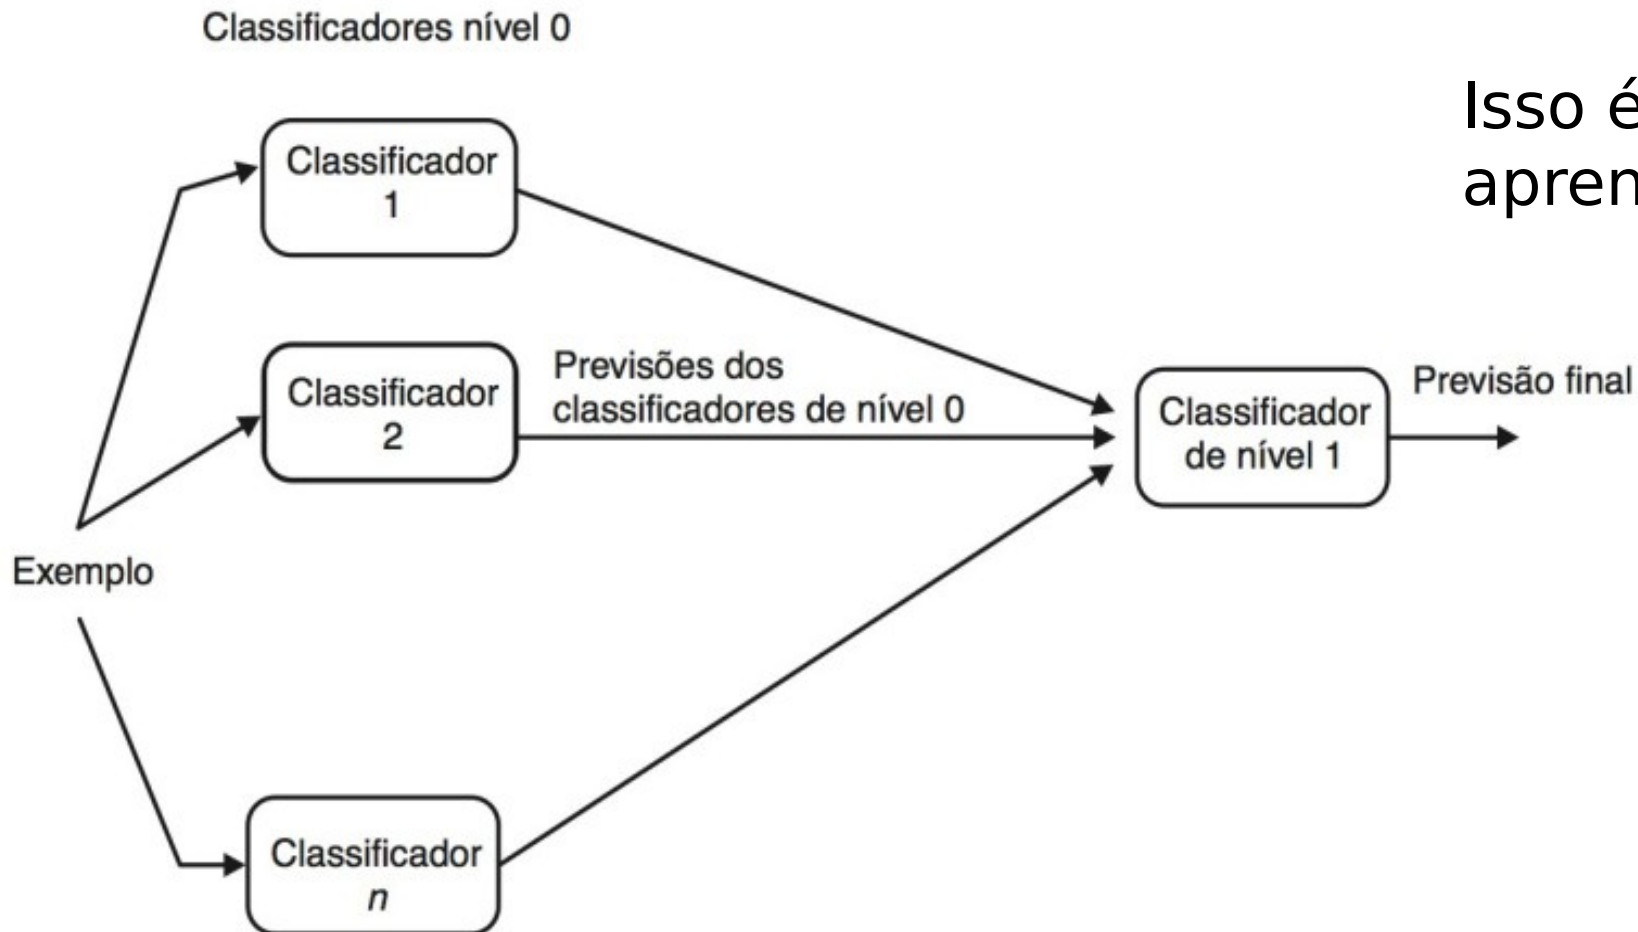 Classificadores nível 0
Isso é
Classificador
1
Classificador
2
Previsões dos
classificadores de nível 0
Classificador
de nível 1
Previsão final
Exemplo
Classificador
n